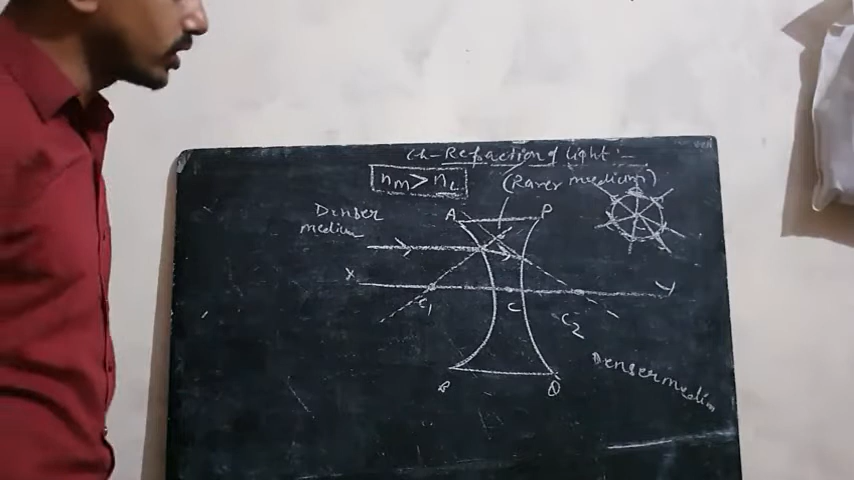 Ch - Refraction of light :-
nm > nL
(Rarer medium)
Denser
medium
A
P
X
Y
C1
C
C2
B
Q
Denser medium